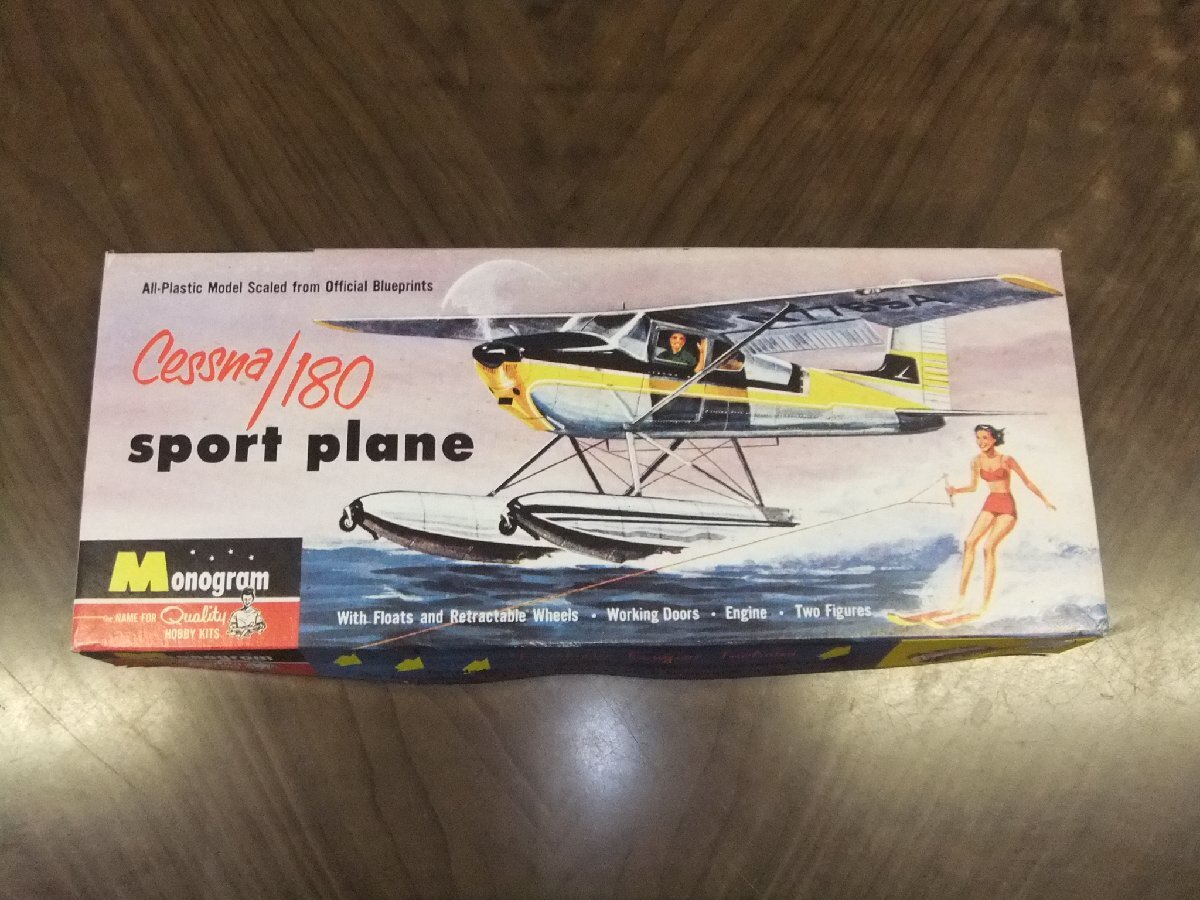 All-Plastic Model Scaled from Official Blueprints
Cessna/180
sport plane
Monogram
the NAME FOR Quality
HOBBY KITS
With Floats and Retractable Wheels · Working Doors · Engine · Two Figures
Monogram